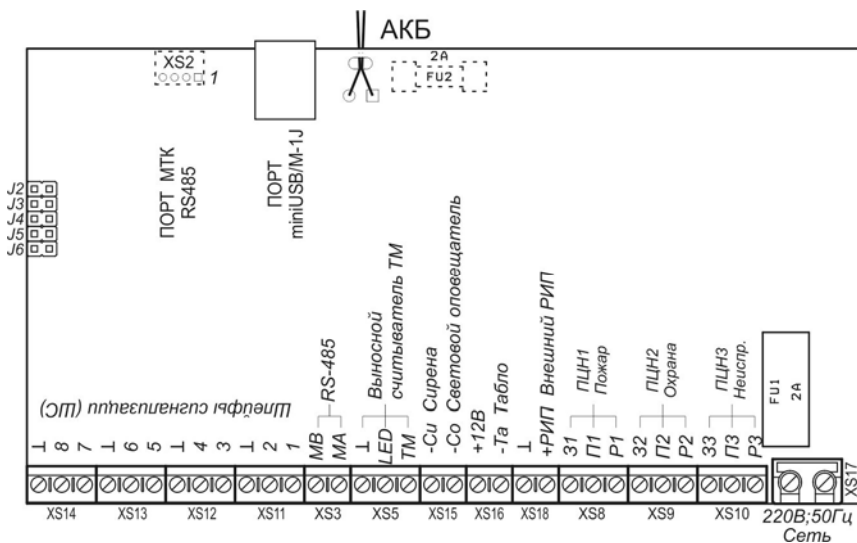 АКБ
XS2
1
2А
FU2
ПОРТ МТК
RS485
ПОРТ
miniUSB/M-1J
J2
J3
J4
J5
J6
Шлейфы сигнализации (ШС)
RS-485
Выносной
считыватель ТМ
-Си Сирена
-Со Световой оповещатель
+12В
-Та Табло
+РИП Внешний РИП
ПЦН1
Пожар
ПЦН2
Охрана
ПЦН3
Неиспр.
FU1
2А
⊥ 8 7 ⊥ 6 5 ⊥ 4 3 ⊥ 2 1 МВ МА ⊥ LED ТМ ⊥ З1 П1 Р1 З2 П2 Р2 З3 П3 Р3
XS14 XS13 XS12 XS11 XS3 XS5 XS15 XS16 XS18 XS8 XS9 XS10
XS17
220В;50Гц
Сеть